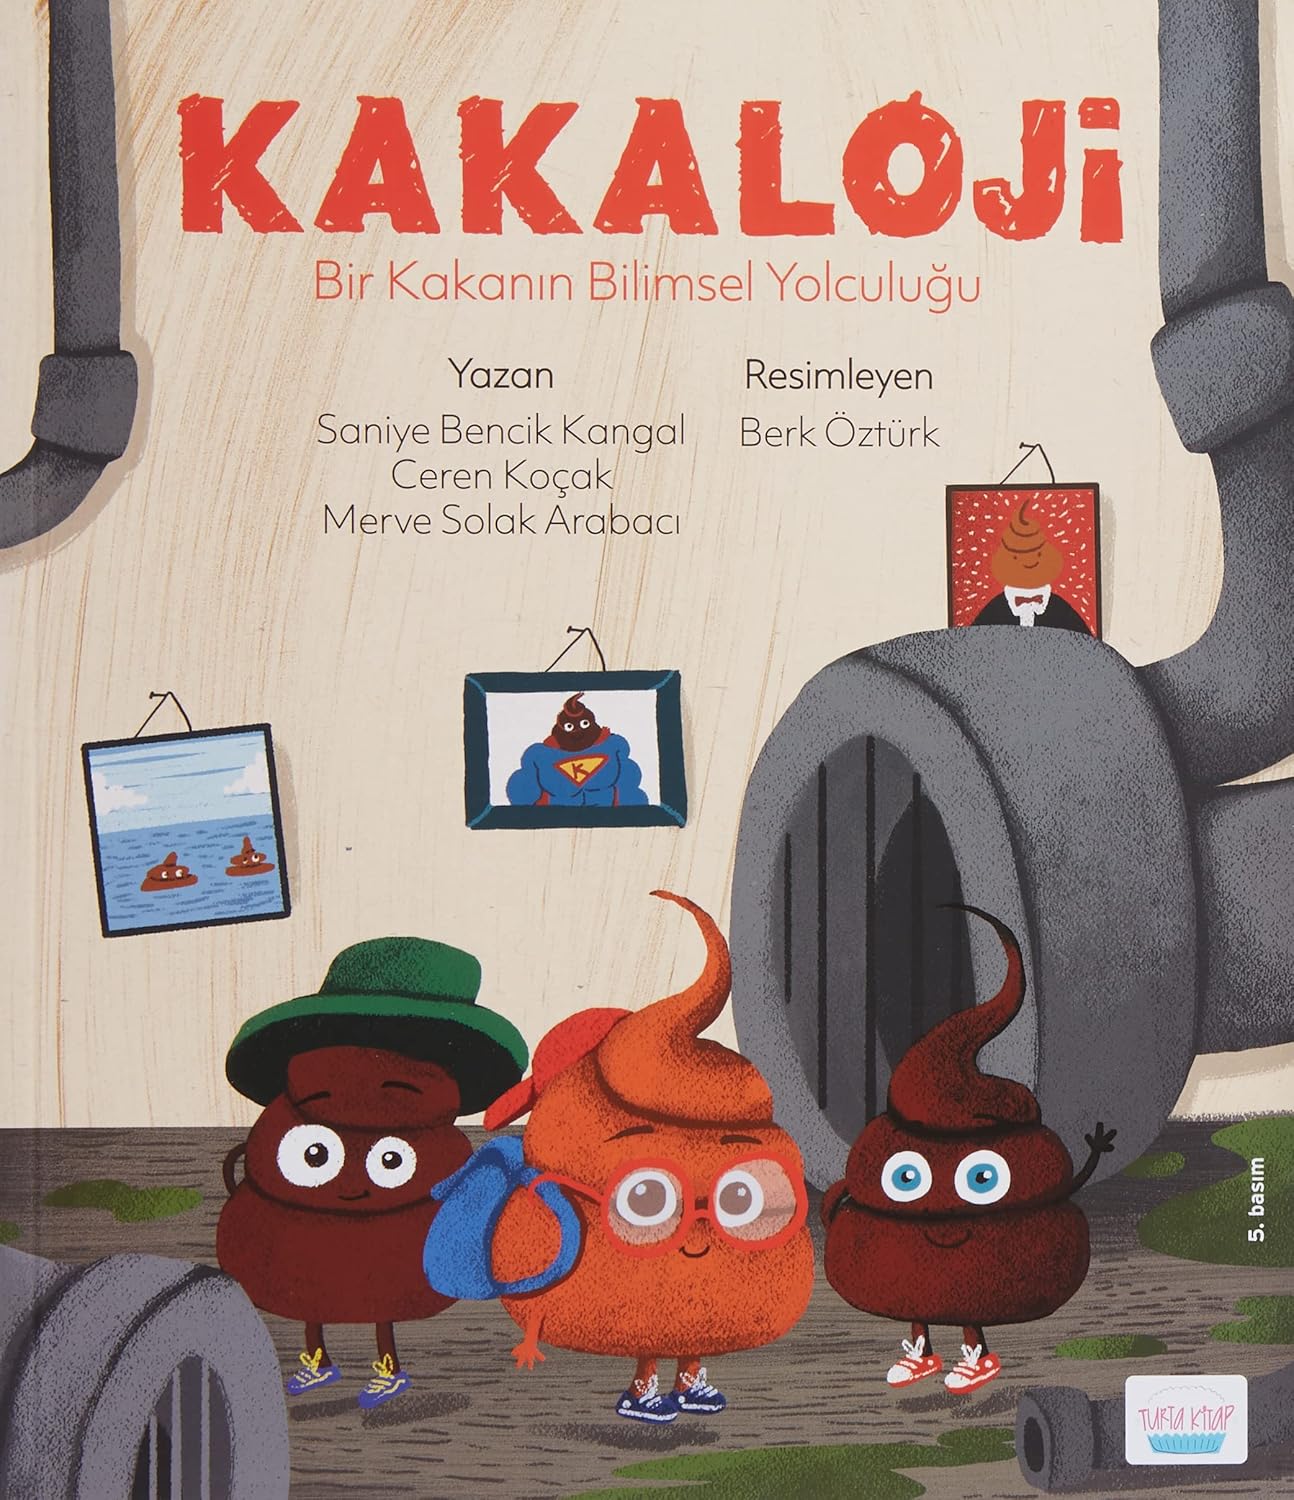 KAKALOJİ
Bir Kakanın Bilimsel Yolculuğu
Yazan
Saniye Bencik Kangal
Ceren Koçak
Merve Solak Arabacı
Resimleyen
Berk Öztürk
K
5. basım
TURTA KİTAP